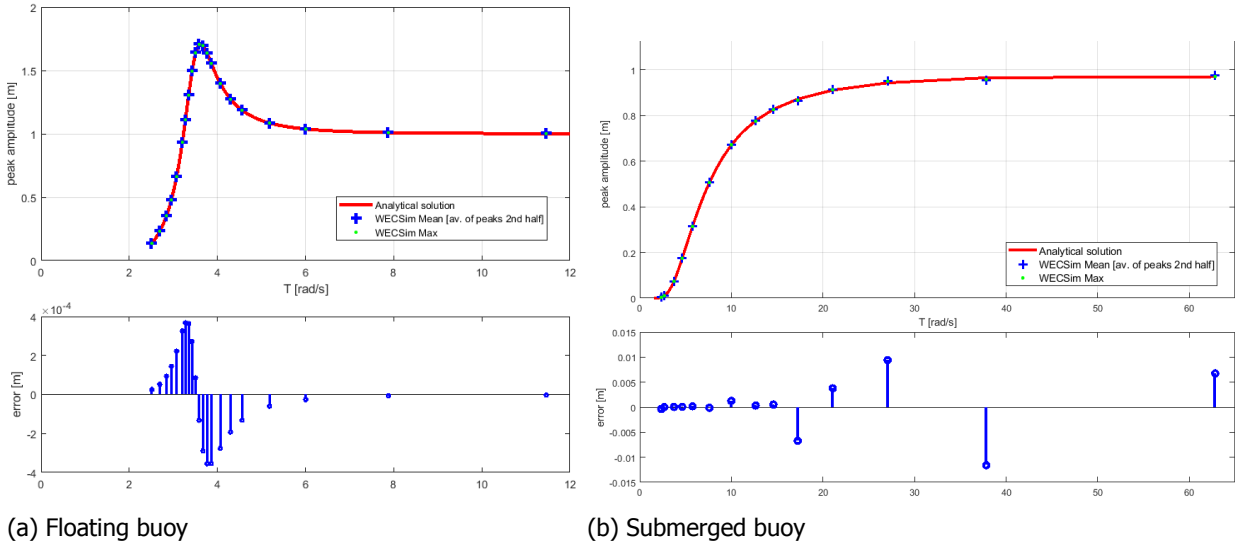 2
1.5
1
0.5
0
peak amplitude [m]
0 2 4 6 8 10 12
T [rad/s]
Analytical solution
WECSim Mean [av. of peaks 2nd half]
WECSim Max
×10⁻⁴
4
2
0
-2
-4
error [m]
0 2 4 6 8 10 12
(a) Floating buoy
1
0.8
0.6
0.4
0.2
0
peak amplitude [m]
0 10 20 30 40 50 60
T [rad/s]
Analytical solution
WECSim Mean [av. of peaks 2nd half]
WECSim Max
0.015
0.010
0.005
0
-0.005
-0.01
-0.015
error [m]
0 10 20 30 40 50 60
(b) Submerged buoy